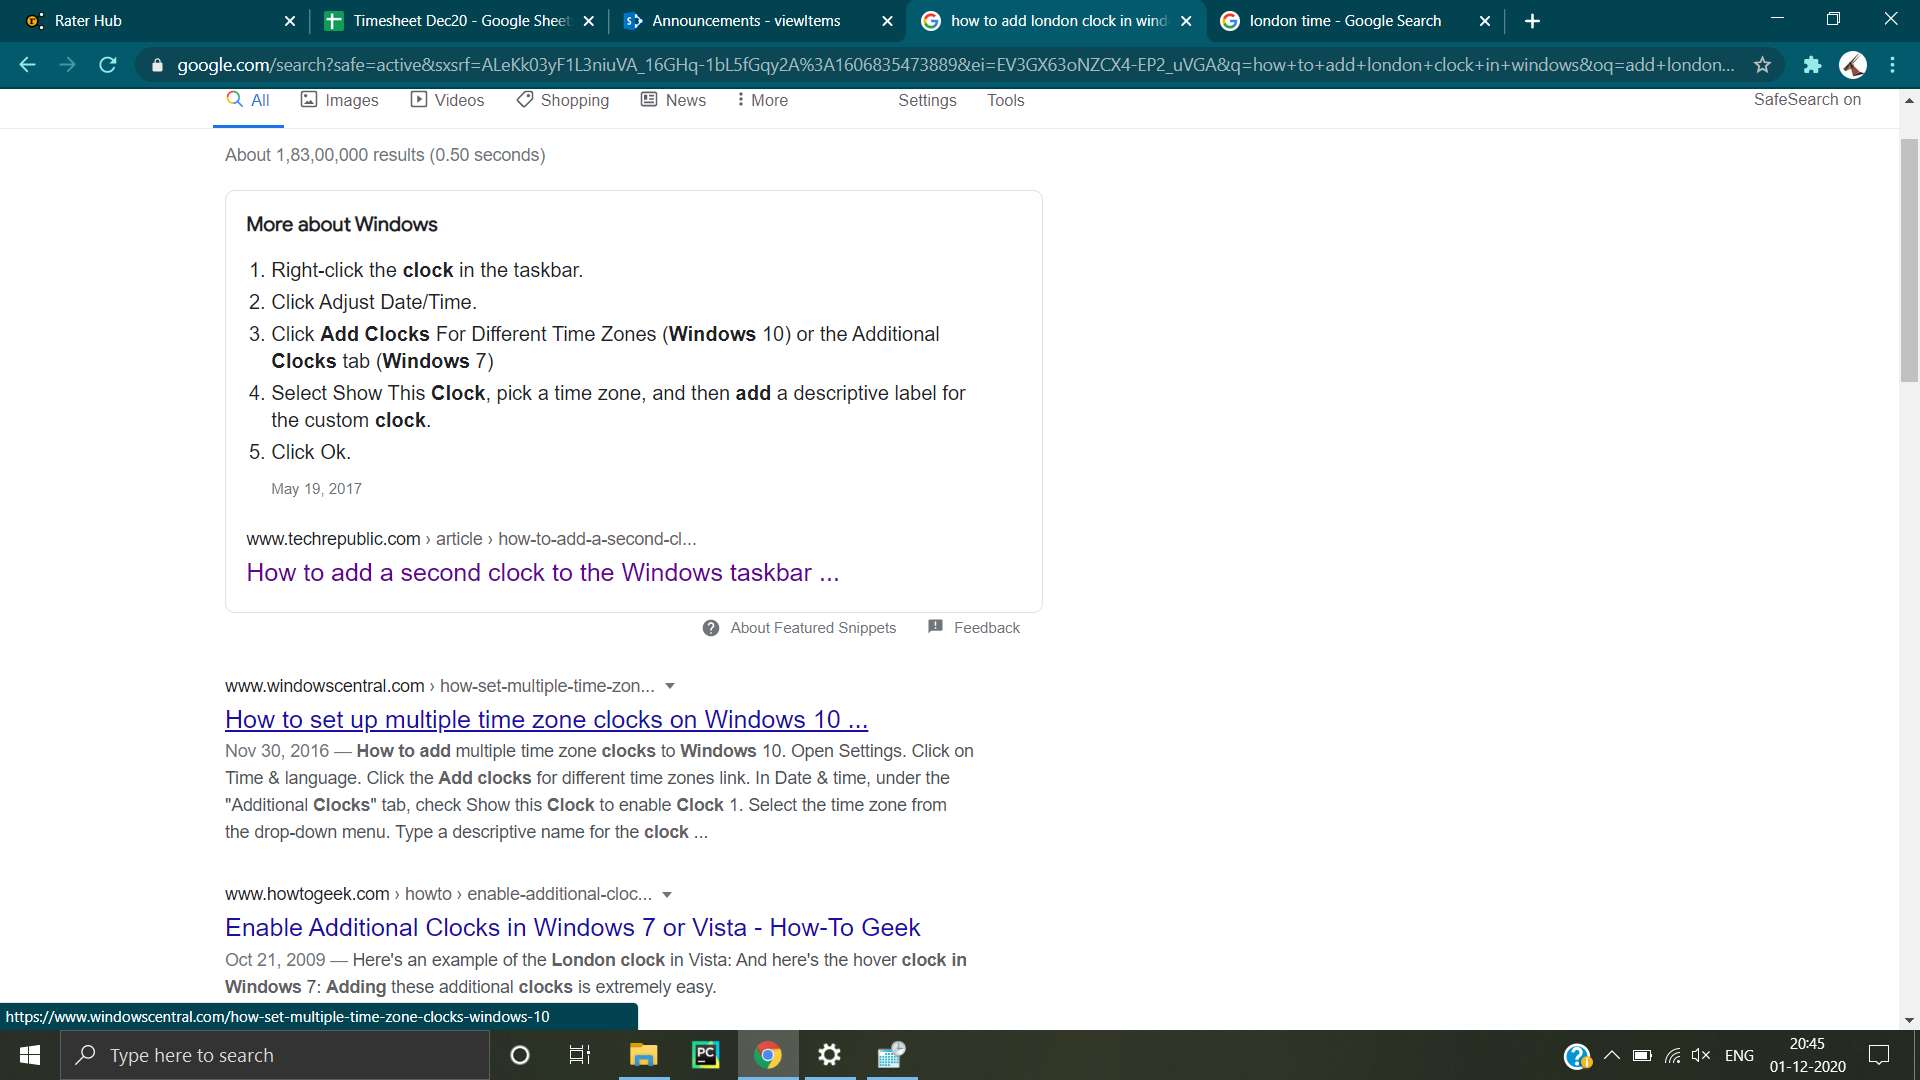 Rater Hub
Timesheet Dec20 - Google Sheet
Announcements - viewItems
how to add london clock in wind
london time - Google Search
google.com/search?safe=active&sxsrf=ALeKk03yF1L3niuVA_16GHq-1bL5fGqy2A%3A1606835473889&ei=EV3GX63oNZCX4-EP2_uVGA&q=how+to+add+london+clock+in+windows&oq=add+london...
All
Images
Videos
Shopping
News
More
Settings
Tools
SafeSearch on
About 1,83,00,000 results (0.50 seconds)
More about Windows
1. Right-click the clock in the taskbar.
2. Click Adjust Date/Time.
3. Click Add Clocks For Different Time Zones (Windows 10) or the Additional
Clocks tab (Windows 7)
4. Select Show This Clock, pick a time zone, and then add a descriptive label for
the custom clock.
5. Click Ok.
May 19, 2017
www.techrepublic.com › article › how-to-add-a-second-cl...
How to add a second clock to the Windows taskbar ...
About Featured Snippets
Feedback
www.windowscentral.com › how-set-multiple-time-zon...
How to set up multiple time zone clocks on Windows 10 ...
Nov 30, 2016 — How to add multiple time zone clocks to Windows 10. Open Settings. Click on
Time & language. Click the Add clocks for different time zones link. In Date & time, under the
"Additional Clocks" tab, check Show this Clock to enable Clock 1. Select the time zone from
the drop-down menu. Type a descriptive name for the clock ...
www.howtogeek.com › howto › enable-additional-cloc...
Enable Additional Clocks in Windows 7 or Vista - How-To Geek
Oct 21, 2009 — Here's an example of the London clock in Vista: And here's the hover clock in
Windows 7: Adding these additional clocks is extremely easy.
https://www.windowscentral.com/how-set-multiple-time-zone-clocks-windows-10
Type here to search
PC
ENG
20:45
01-12-2020